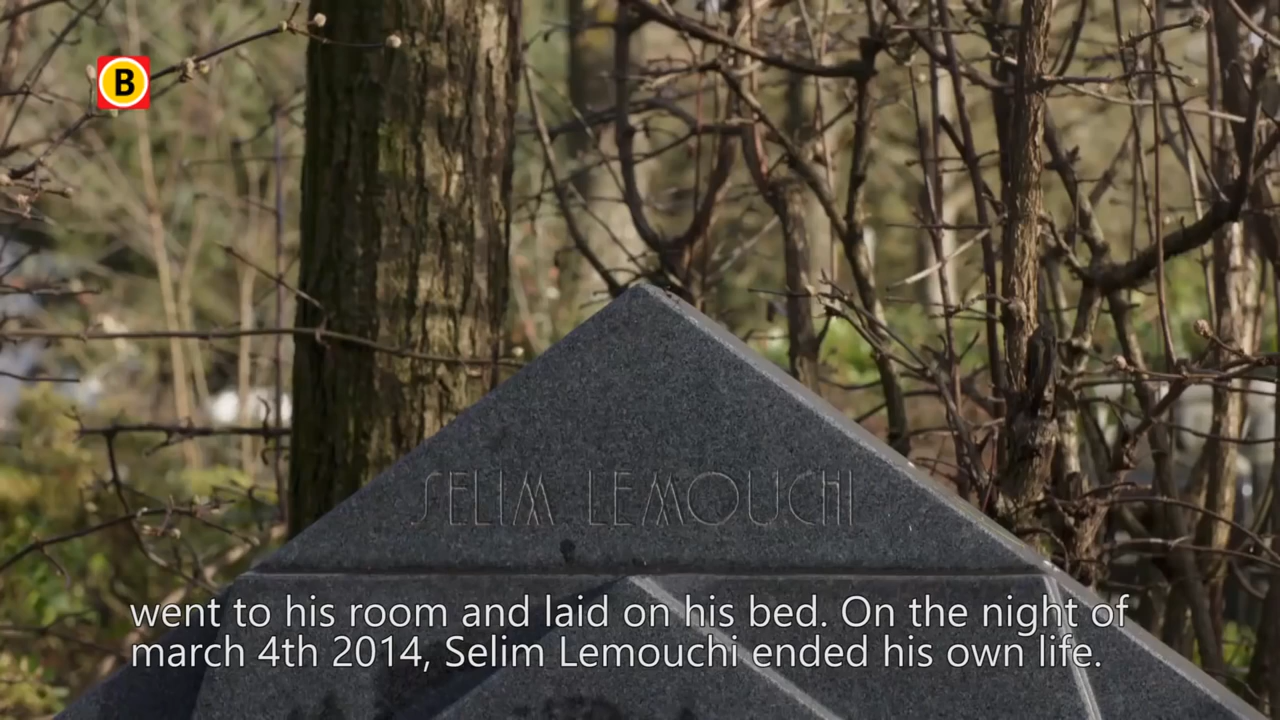 B
SELIM LEMOUCHI
went to his room and laid on his bed. On the night of
march 4th 2014, Selim Lemouchi ended his own life.